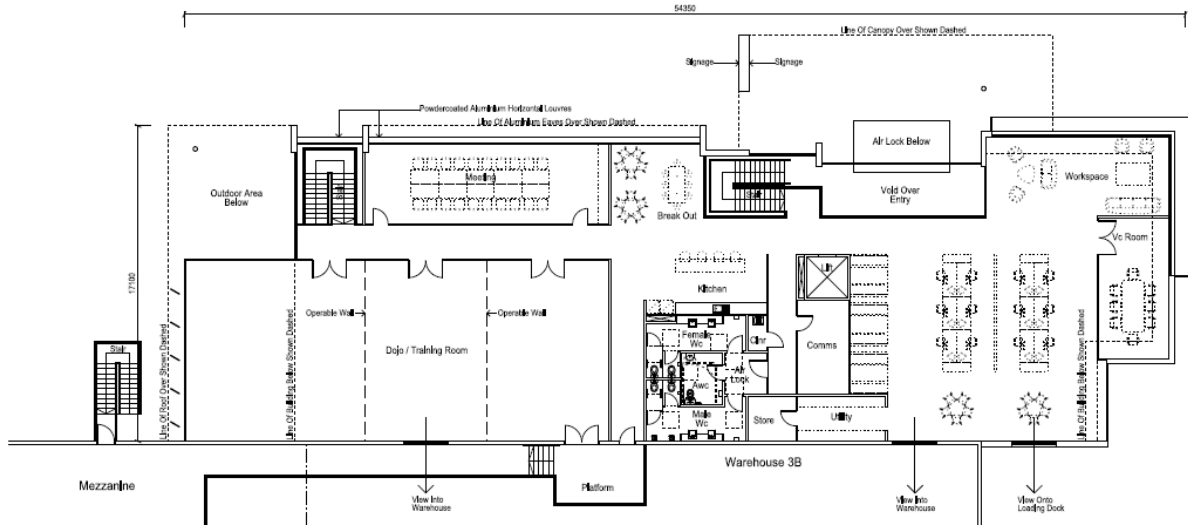 54350
Line Of Canopy Over Shown Dashed
Signage
Signage
Powdercoated Aluminium Horizontal Louvres
Line Of Aluminium Eaves Over Shown Dashed
Air Lock Below
Outdoor Area
Below
Stair
Meeting
Break Out
Stair
Void Over
Entry
Workspace
Vc Room
17100
Lift
Kitchen
Operable Wall
Operable Wall
Dojo / Training Room
Female
Wc
Clnr
Comms
Air
Lock
Awc
Male
Wc
Store
Utility
Stair
Line Of Roof Over Shown Dashed
Line Of Building Below Shown Dashed
Line Of Building Below Shown Dashed
Mezzanine
Warehouse 3B
Platform
View Into
Warehouse
View Into
Warehouse
View Onto
Loading Dock